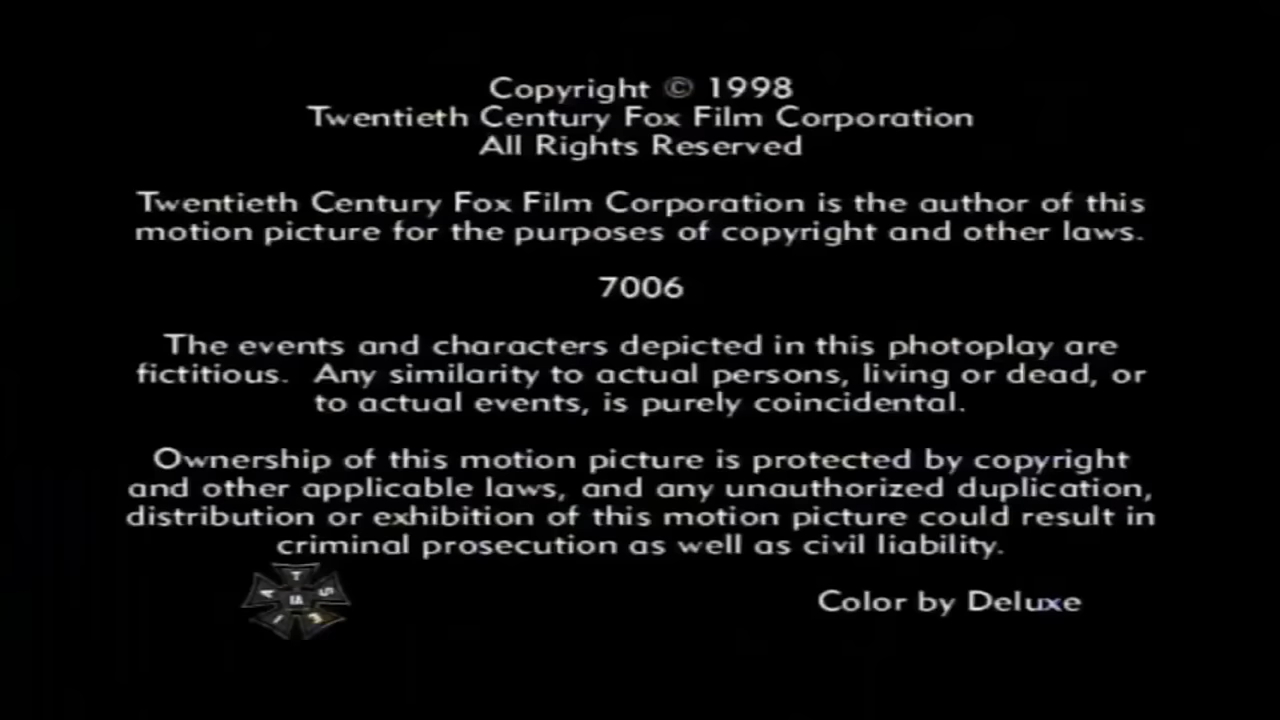 Copyright © 1998
Twentieth Century Fox Film Corporation
All Rights Reserved
Twentieth Century Fox Film Corporation is the author of this
motion picture for the purposes of copyright and other laws.
7006
The events and characters depicted in this photoplay are
fictitious. Any similarity to actual persons, living or dead, or
to actual events, is purely coincidental.
Ownership of this motion picture is protected by copyright
and other applicable laws, and any unauthorized duplication,
distribution or exhibition of this motion picture could result in
criminal prosecution as well as civil liability.
I A T S E
Color by Deluxe